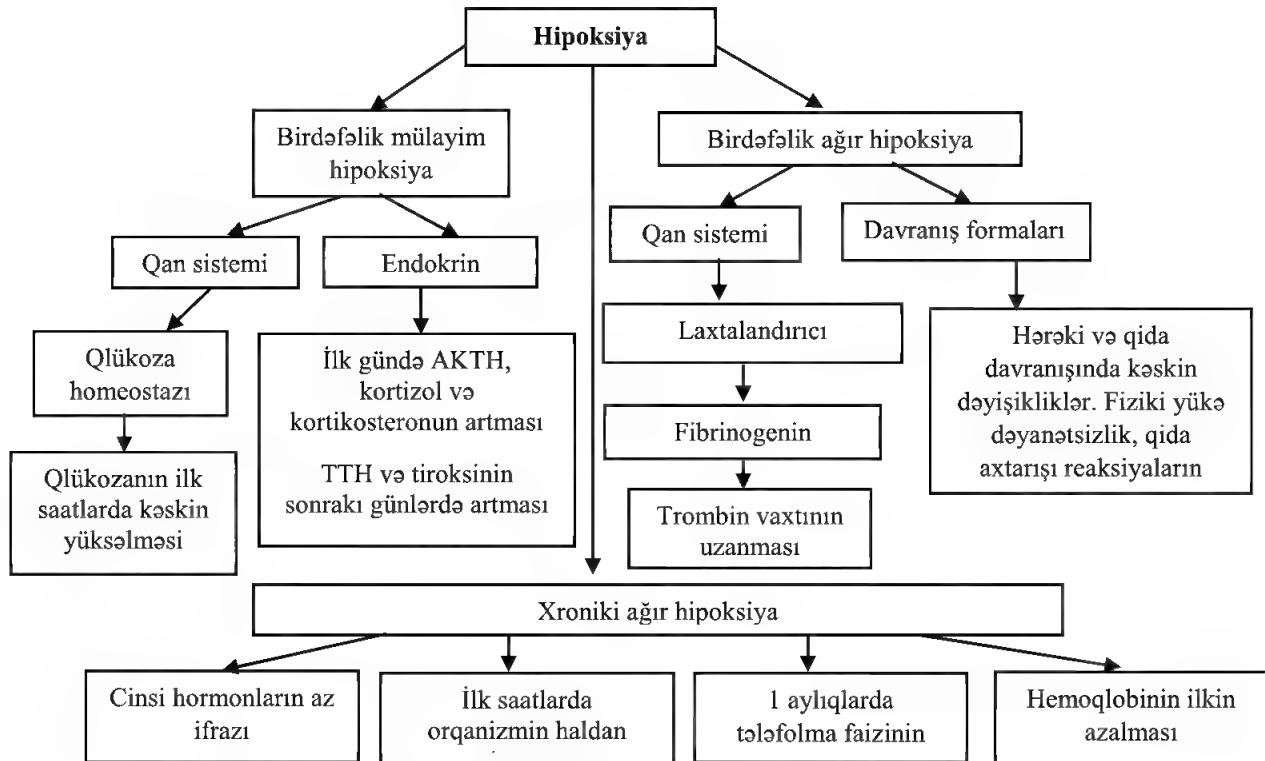 Hipoksiya
Birdəfəlik mülayim
hipoksiya
Birdəfəlik ağır hipoksiya
Qan sistemi
Endokrin
Qan sistemi
Davranış formaları
Qlükoza
homeostazı
Qlükozanın ilk
saatlarda kəskin
yüksəlməsi
İlk gündə AKTH,
kortizol və
kortikosteronun artması
TTH və tiroksinin
sonrakı günlərdə artması
Laxtalandırıcı
Fibrinogenin
Trombin vaxtının
uzanması
Hərəki və qida
davranışında kəskin
dəyişikliklər. Fiziki yükə
dəyanətsizlik, qida
axtarışı reaksiyaların
Xroniki ağır hipoksiya
Cinsi hormonların az
ifrazı
İlk saatlarda
orqanizmin haldan
1 aylıqlarda
tələfolma faizinin
Hemoqlobinin ilkin
azalması